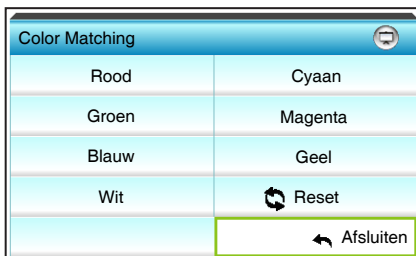 Color Matching
Rood Cyaan
Groen Magenta
Blauw Geel
Wit Reset
Afsluiten